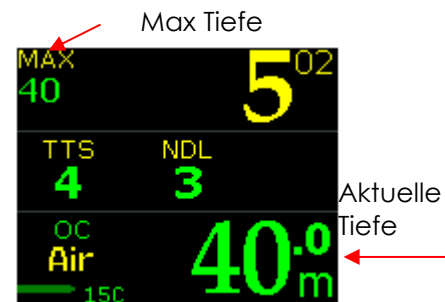 Max Tiefe
MAX
40
5 02
TTS NDL
4 3
Aktuelle
Tiefe
OC
Air
40.0
m
15C